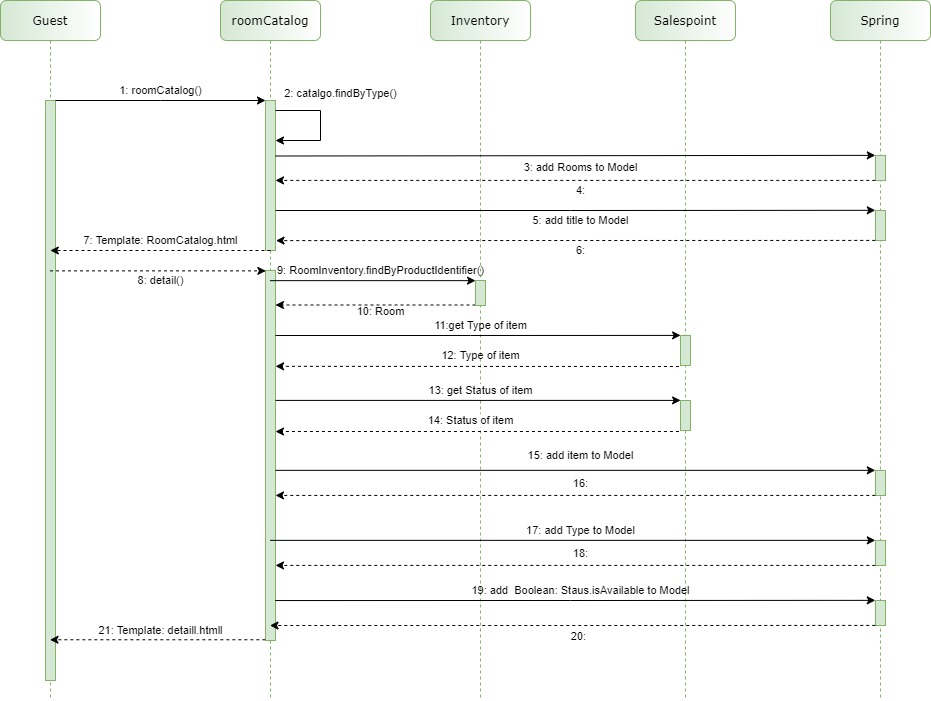 Guest
roomCatalog
Inventory
Salespoint
Spring
1: roomCatalog()
2: catalgo.findByType()
3: add Rooms to Model
4:
5: add title to Model
7: Template: RoomCatalog.html
6:
8: detail()
9: RoomInventory.findByProductIdentifier()
10: Room
11:get Type of item
12: Type of item
13: get Status of item
14: Status of item
15: add item to Model
16:
17: add Type to Model
18:
19: add Boolean: Staus.isAvailable to Model
21: Template: detaill.htmll
20: